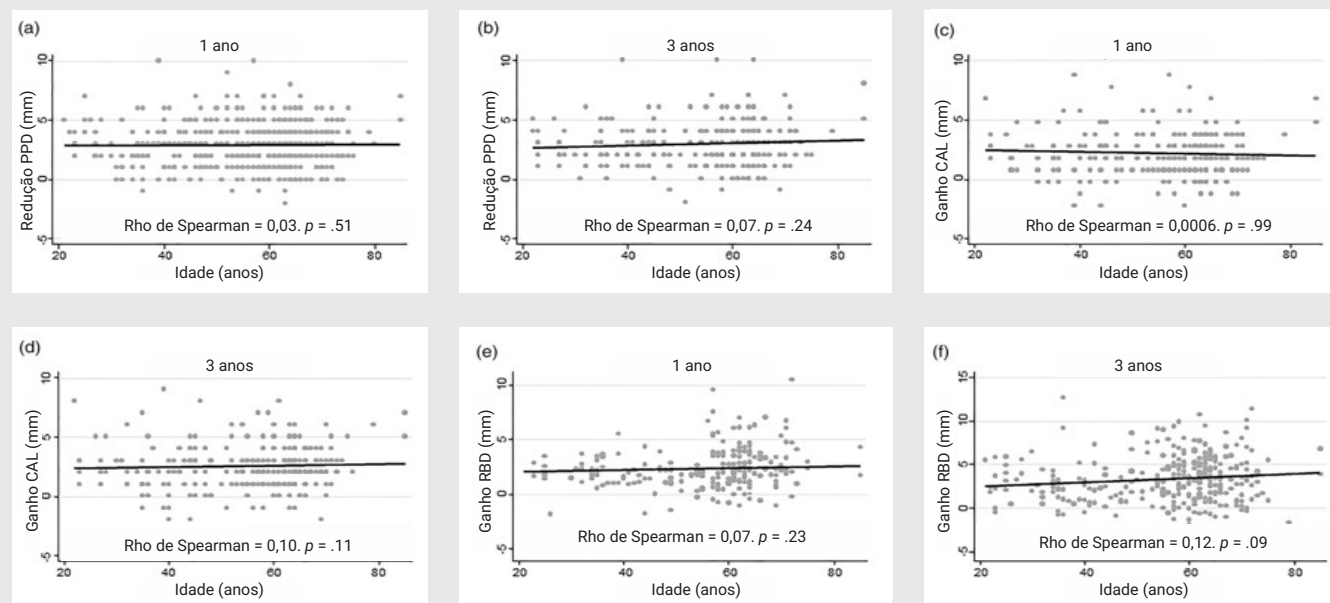 (a)
1 ano
Redução PPD (mm)
10
5
0
-5
Rho de Spearman = 0,03. p = .51
20 40 60 80
Idade (anos)
(b)
3 anos
Redução PPD (mm)
10
5
0
-5
Rho de Spearman = 0,07. p = .24
20 40 60 80
Idade (anos)
(c)
1 ano
Ganho CAL (mm)
10
5
0
-5
Rho de Spearman = 0,0006. p = .99
20 40 60 80
Idade (anos)
(d)
3 anos
Ganho CAL (mm)
10
5
0
-5
Rho de Spearman = 0,10. p = .11
20 40 60 80
Idade (anos)
(e)
1 ano
Ganho RBD (mm)
10
5
0
-5
Rho de Spearman = 0,07. p = .23
20 40 60 80
Idade (anos)
(f)
3 anos
Ganho RBD (mm)
15
10
5
0
-5
Rho de Spearman = 0,12. p = .09
20 40 60 80
Idade (anos)